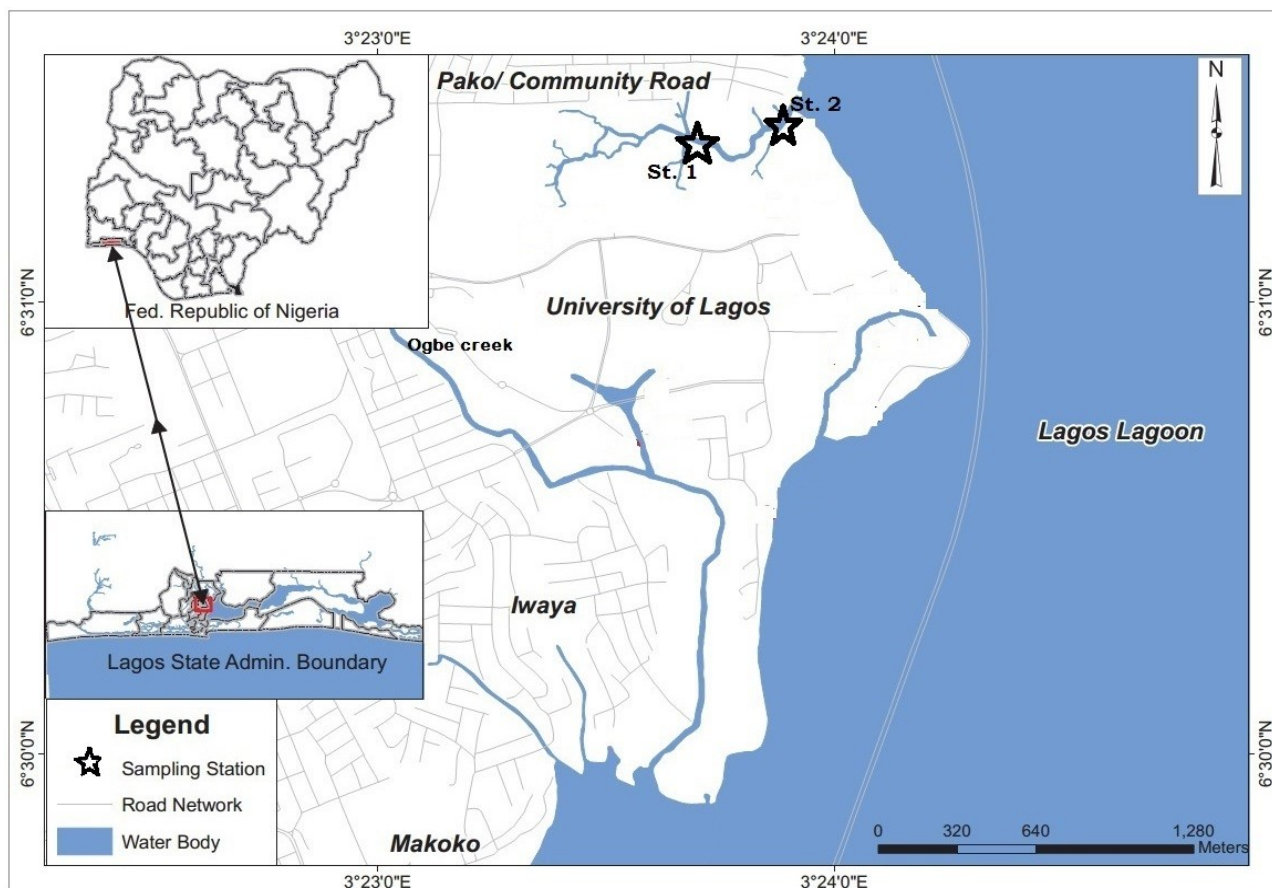 3°23'0"E
3°24'0"E
Pako/ Community Road
N
St. 2
St. 1
6°31'0"N
6°31'0"N
Fed. Republic of Nigeria
University of Lagos
Ogbe creek
Lagos Lagoon
Iwaya
Lagos State Admin. Boundary
Legend
Sampling Station
Road Network
Water Body
6°30'0"N
6°30'0"N
Makoko
0 320 640 1,280
Meters
3°23'0"E
3°24'0"E